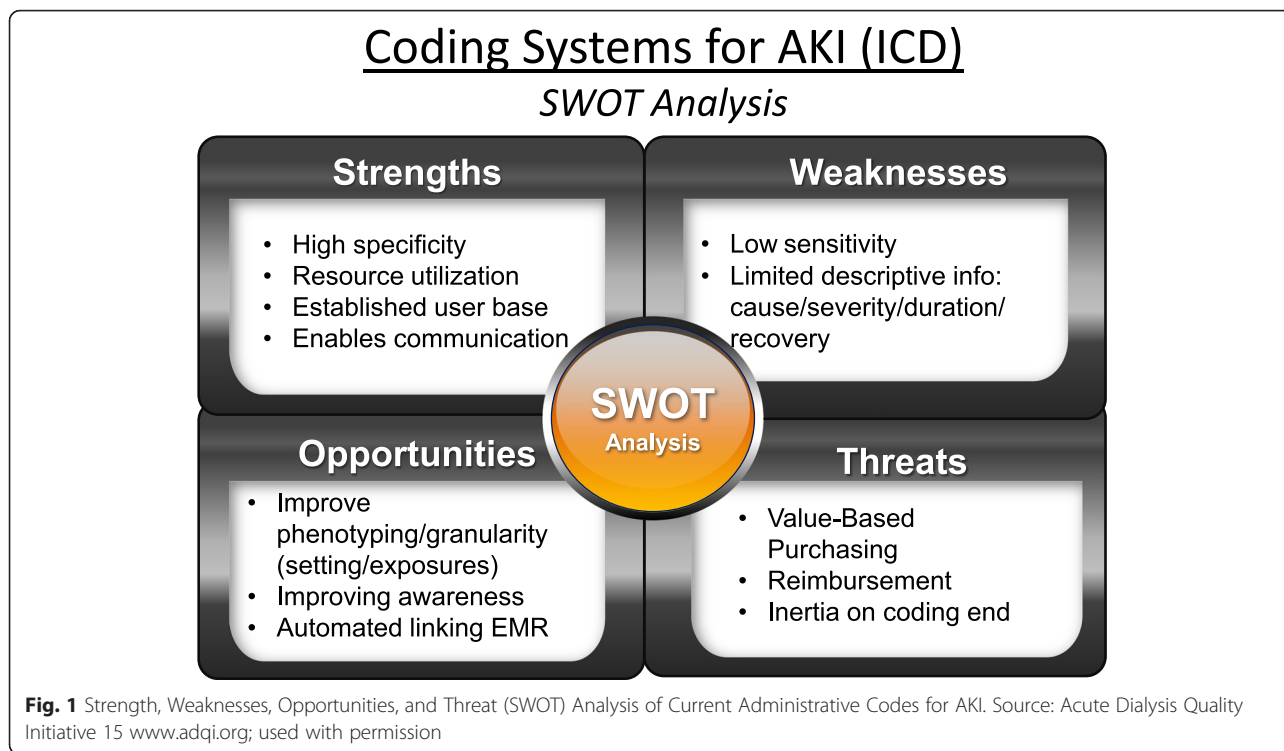 Coding Systems for AKI (ICD)
SWOT Analysis
Strengths
• High specificity
• Resource utilization
• Established user base
• Enables communication
Weaknesses
• Low sensitivity
• Limited descriptive info:
cause/severity/duration/
recovery
SWOT
Analysis
Opportunities
• Improve
phenotyping/granularity
(setting/exposures)
• Improving awareness
• Automated linking EMR
Threats
• Value-Based
Purchasing
• Reimbursement
• Inertia on coding end
Fig. 1 Strength, Weaknesses, Opportunities, and Threat (SWOT) Analysis of Current Administrative Codes for AKI. Source: Acute Dialysis Quality
Initiative 15 www.adqi.org; used with permission